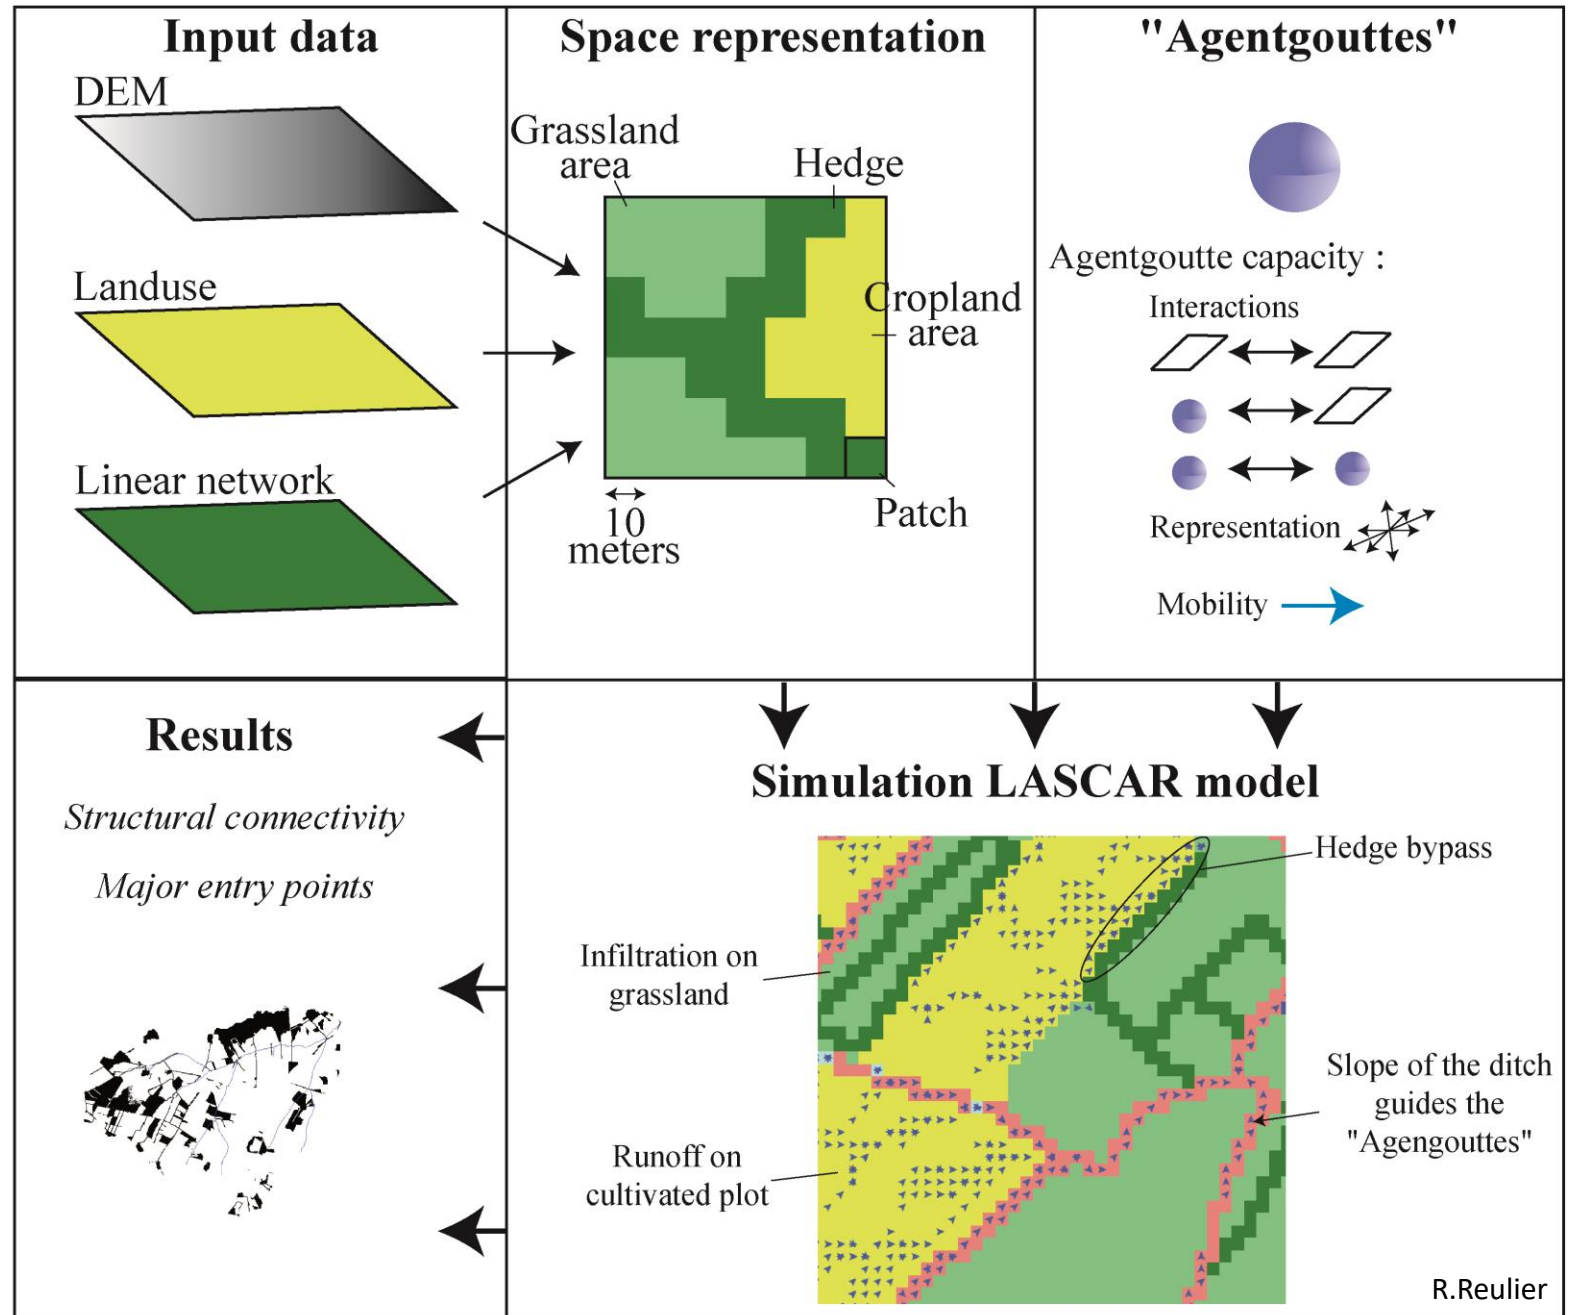 Input data
DEM
Landuse
Linear network
Space representation
Grassland
area
Hedge
Cropland
area
Patch
10
meters
"Agentgouttes"
Agentgoutte capacity :
Interactions
Representation
Mobility
Results
Structural connectivity
Major entry points
Simulation LASCAR model
Hedge bypass
Infiltration on
grassland
Slope of the ditch
guides the
"Agengouttes"
Runoff on
cultivated plot
R.Reulier